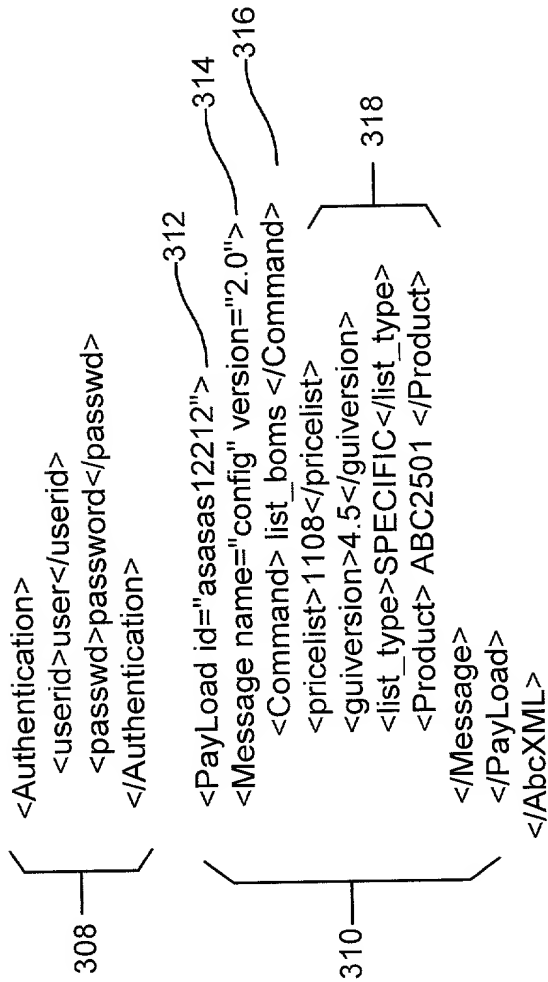 <Authentication>
<userid>user</userid>
<passwd>password</passwd>
</Authentication>
308
<PayLoad id="asasas12212">
312
<Message name="config" version="2.0">
314
<Command> list_boms </Command>
316
<pricelist>1108</pricelist>
<guiversion>4.5</guiversion>
<list_type>SPECIFIC</list_type>
<Product> ABC2501 </Product>
318
</Message>
</PayLoad>
</AbcXML>
310